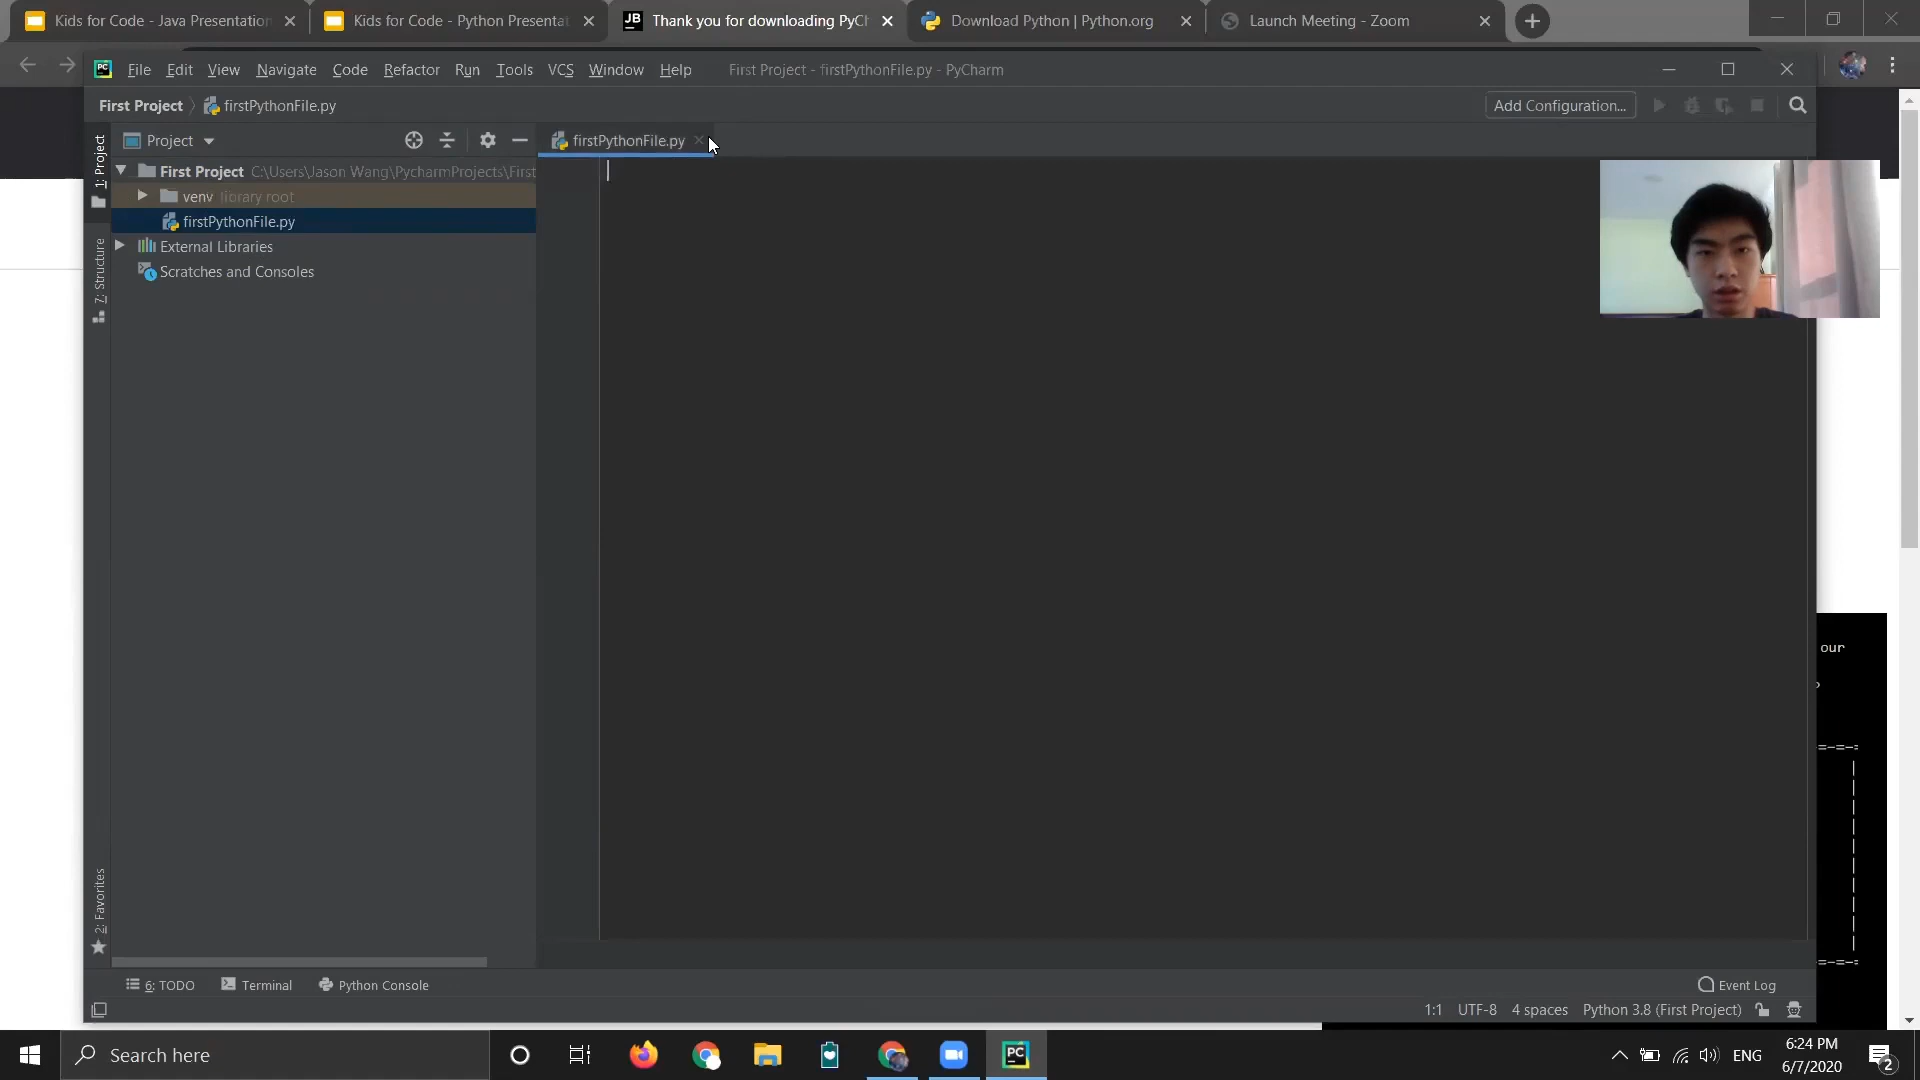 Kids for Code - Java Presentation
Kids for Code - Python Presentat
JB Thank you for downloading PyCh
Download Python | Python.org
Launch Meeting - Zoom
PC File Edit View Navigate Code Refactor Run Tools VCS Window Help First Project - firstPythonFile.py - PyCharm
First Project firstPythonFile.py Add Configuration...
1: Project
Project
firstPythonFile.py
First Project C:\Users\Jason Wang\PycharmProjects\First
venv library root
firstPythonFile.py
External Libraries
Scratches and Consoles
7: Structure
2: Favorites
our
=-=-:
=-=-:
6: TODO Terminal Python Console Event Log
1:1 UTF-8 4 spaces Python 3.8 (First Project)
Search here
PC
ENG
6:24 PM
6/7/2020
2